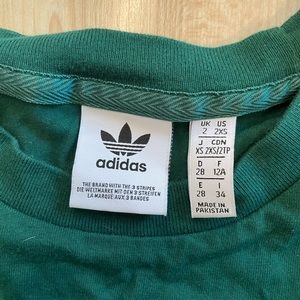 adidas
THE BRAND WITH THE 3 STRIPES
DIE WELTMARKE MIT DEN 3 STREIFEN
LA MARQUE AUX 3 BANDES
UK US
2 2XS
J CDN
XS 2XS/2TP
D F
28 12A
E I
28 34
MADE IN
PAKISTAN